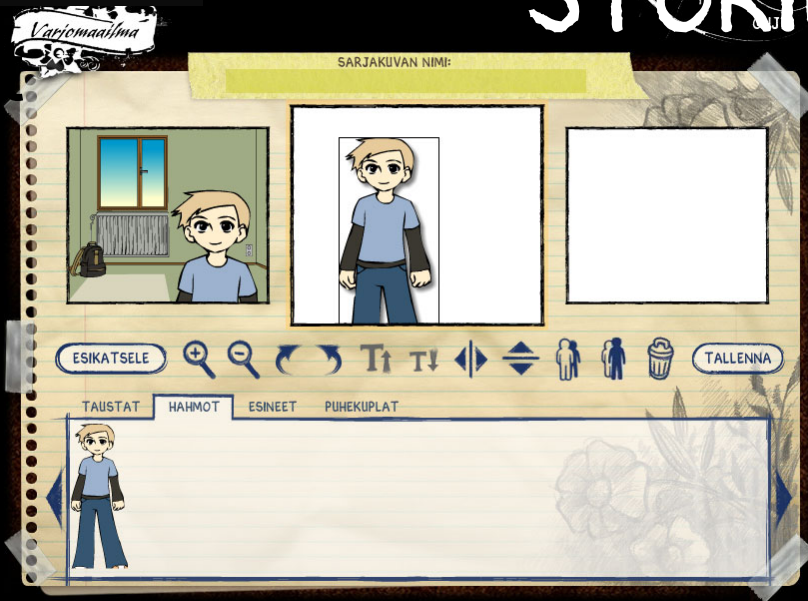 Varjomaailma
SARJAKUVAN NIMI:
ESIKATSELE
TALLENNA
TAUSTAT HAHMOT ESINEET PUHEKUPLAT